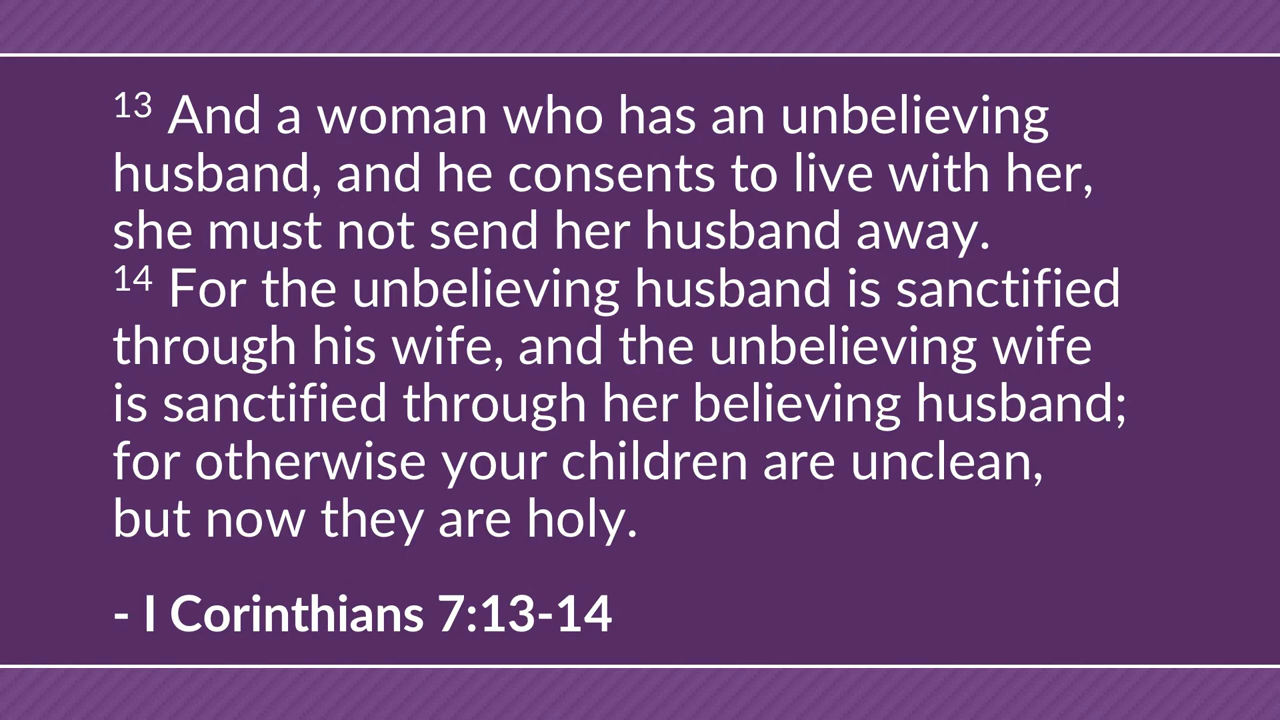 13 And a woman who has an unbelieving
husband, and he consents to live with her,
she must not send her husband away.
14 For the unbelieving husband is sanctified
through his wife, and the unbelieving wife
is sanctified through her believing husband;
for otherwise your children are unclean,
but now they are holy.
- I Corinthians 7:13-14